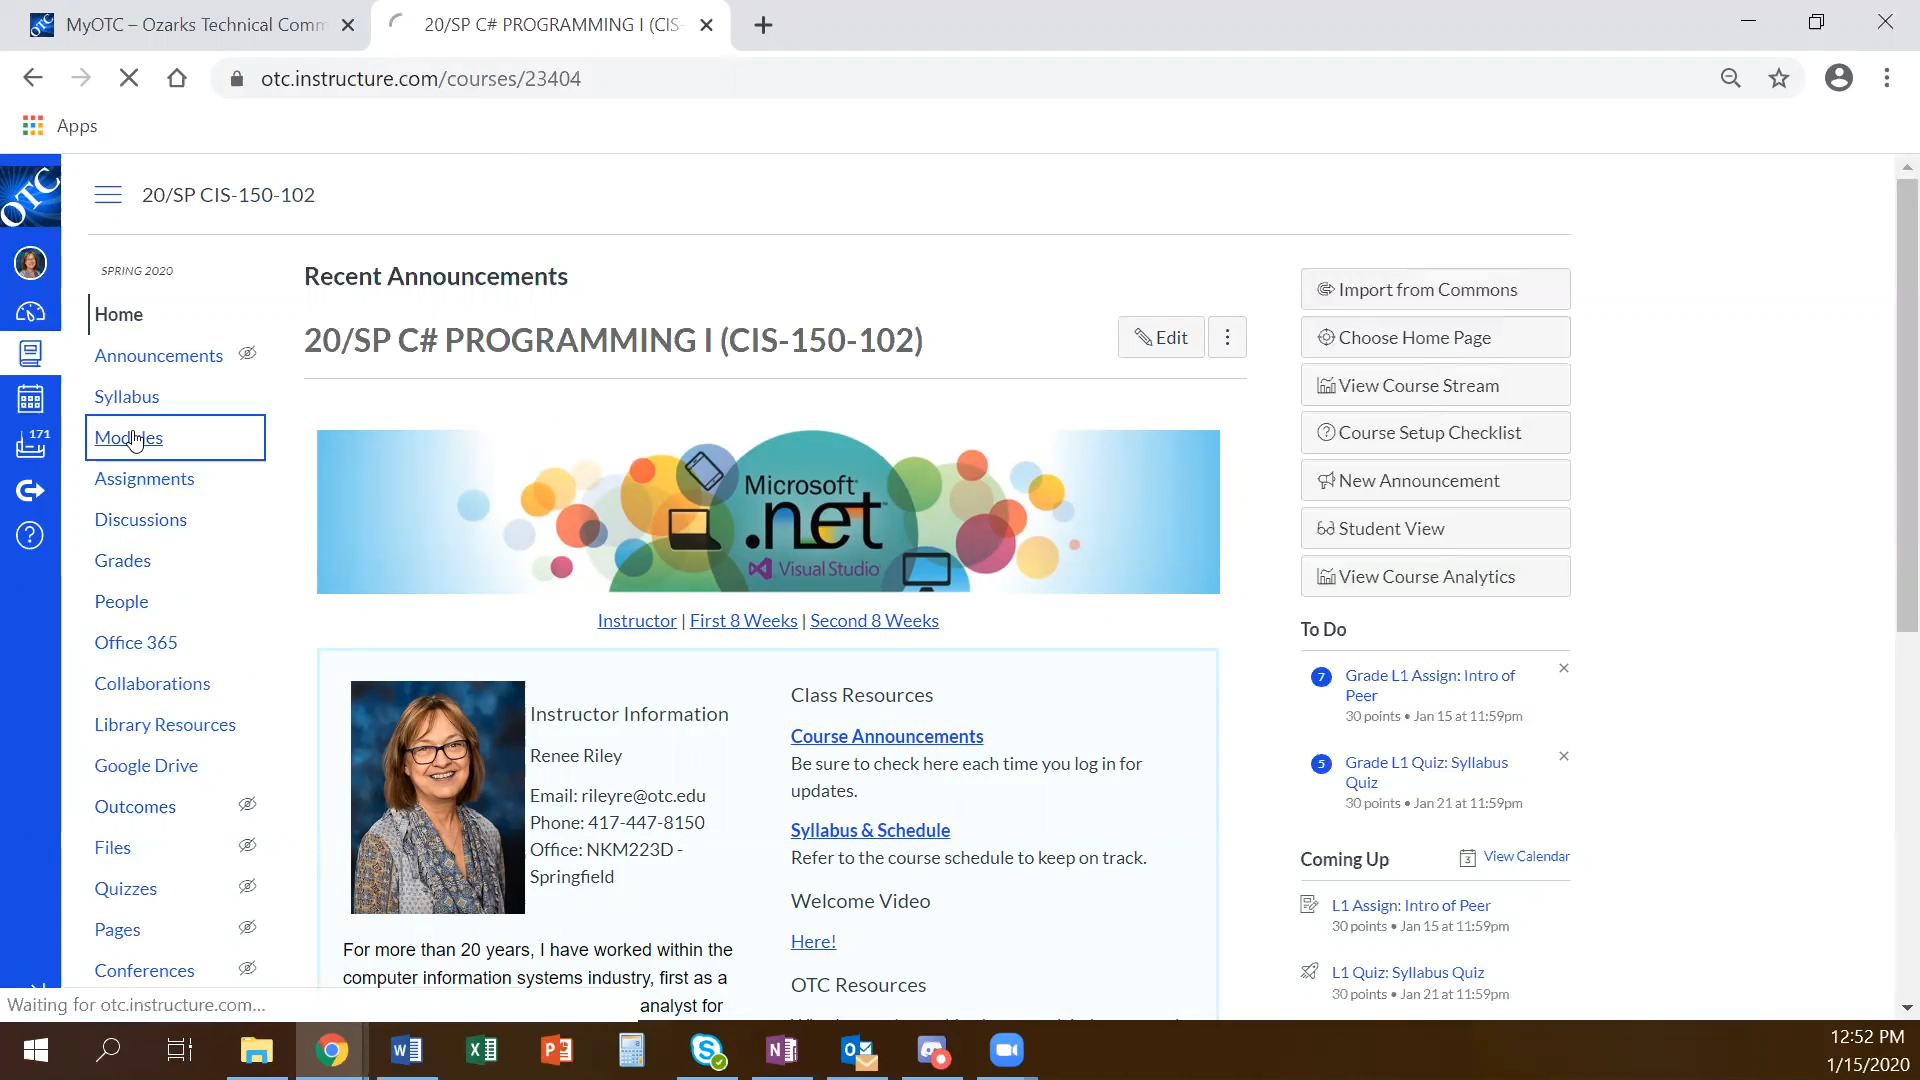 MyOTC – Ozarks Technical Comm
20/SP C# PROGRAMMING I (CIS-
otc.instructure.com/courses/23404
Apps
OTC
20/SP CIS-150-102
SPRING 2020
Home
Announcements
Syllabus
Modules
Assignments
Discussions
Grades
People
Office 365
Collaborations
Library Resources
Google Drive
Outcomes
Files
Quizzes
Pages
Conferences
171
Recent Announcements
20/SP C# PROGRAMMING I (CIS-150-102)
Edit
Microsoft
.net
Visual Studio
Instructor | First 8 Weeks | Second 8 Weeks
Instructor Information
Renee Riley
Email: rileyre@otc.edu
Phone: 417-447-8150
Office: NKM223D -
Springfield
For more than 20 years, I have worked within the
computer information systems industry, first as a
analyst for
Class Resources
Course Announcements
Be sure to check here each time you log in for
updates.
Syllabus & Schedule
Refer to the course schedule to keep on track.
Welcome Video
Here!
OTC Resources
Import from Commons
Choose Home Page
View Course Stream
Course Setup Checklist
New Announcement
Student View
View Course Analytics
To Do
7
Grade L1 Assign: Intro of
Peer
30 points • Jan 15 at 11:59pm
5
Grade L1 Quiz: Syllabus
Quiz
30 points • Jan 21 at 11:59pm
Coming Up
3
View Calendar
L1 Assign: Intro of Peer
30 points • Jan 15 at 11:59pm
L1 Quiz: Syllabus Quiz
30 points • Jan 21 at 11:59pm
Waiting for otc.instructure.com...
12:52 PM
1/15/2020